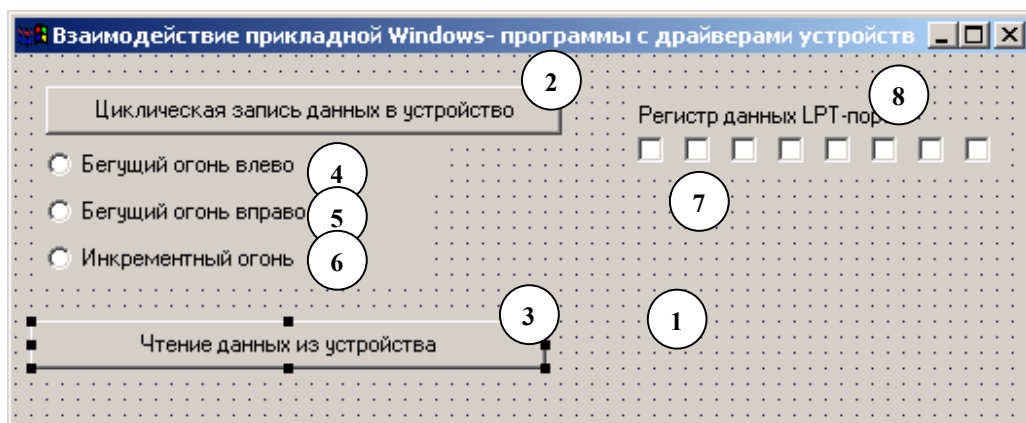 Взаимодействие прикладной Windows- программы с драйверами устройств
2
Циклическая запись данных в устройство
8
Регистр данных LPT-пор
Бегущий огонь влево
4
7
Бегущий огонь вправо
5
Инкрементный огонь
6
3
1
Чтение данных из устройства